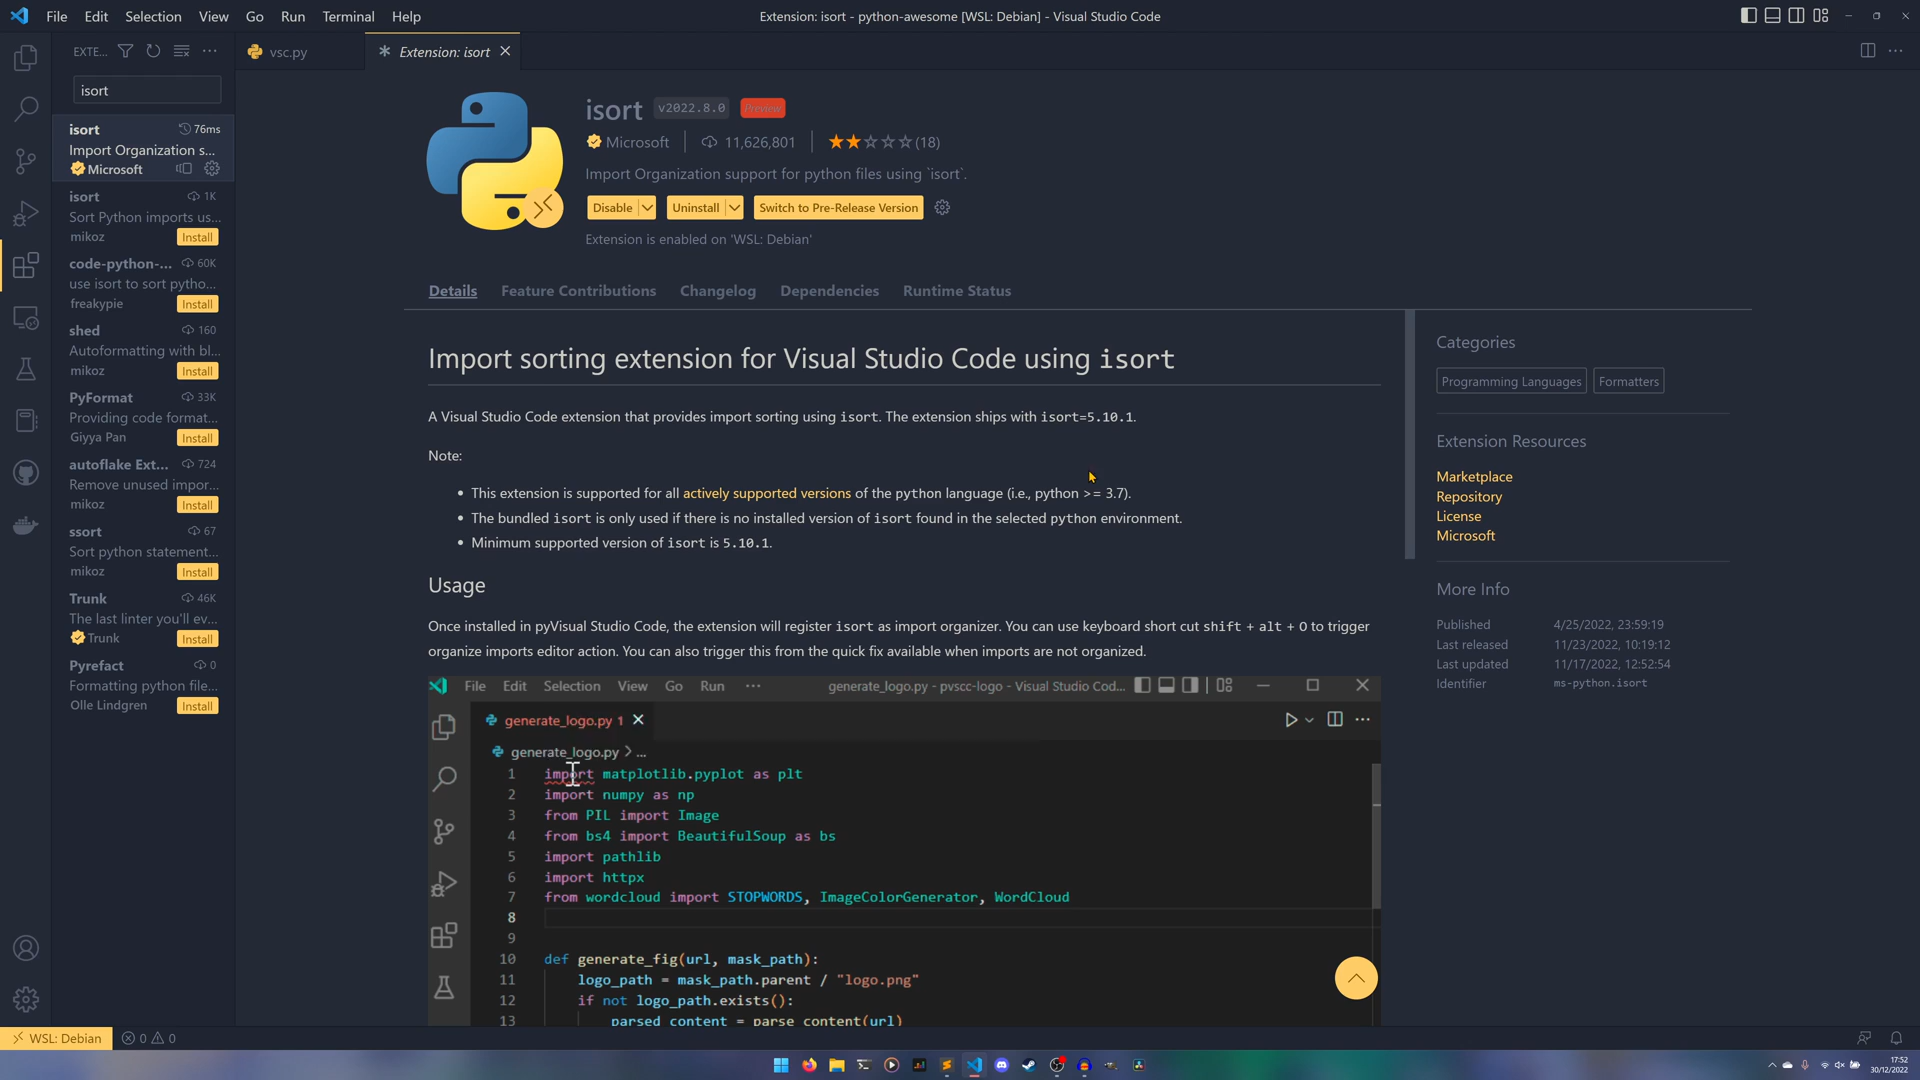 File Edit Selection View Go Run Terminal Help
Extension: isort - python-awesome [WSL: Debian] - Visual Studio Code
EXTE...
vsc.py
Extension: isort
isort
isort 76ms
Import Organization s...
Microsoft
isort 1K
Sort Python imports us...
mikoz Install
code-python-... 60K
use isort to sort pytho...
freakypie Install
shed 160
Autoformatting with bl...
mikoz Install
PyFormat 33K
Providing code format...
Giyya Pan Install
autoflake Ext... 724
Remove unused impor...
mikoz Install
ssort 67
Sort python statement...
mikoz Install
Trunk 46K
The last linter you'll ev...
Trunk Install
Pyrefact 0
Formatting python file...
Olle Lindgren Install
isort v2022.8.0 Preview
Microsoft 11,626,801 (18)
Import Organization support for python files using `isort`.
Disable Uninstall Switch to Pre-Release Version
Extension is enabled on 'WSL: Debian'
Details Feature Contributions Changelog Dependencies Runtime Status
Import sorting extension for Visual Studio Code using isort
A Visual Studio Code extension that provides import sorting using isort. The extension ships with isort=5.10.1.
Note:
• This extension is supported for all actively supported versions of the python language (i.e., python >= 3.7).
• The bundled isort is only used if there is no installed version of isort found in the selected python environment.
• Minimum supported version of isort is 5.10.1.
Usage
Once installed in pyVisual Studio Code, the extension will register isort as import organizer. You can use keyboard short cut shift + alt + O to trigger
organize imports editor action. You can also trigger this from the quick fix available when imports are not organized.
File Edit Selection View Go Run ... generate_logo.py - pvscc-logo - Visual Studio Cod...
generate_logo.py 1
generate_logo.py > ...
1 import matplotlib.pyplot as plt
2 import numpy as np
3 from PIL import Image
4 from bs4 import BeautifulSoup as bs
5 import pathlib
6 import httpx
7 from wordcloud import STOPWORDS, ImageColorGenerator, WordCloud
8
9
10 def generate_fig(url, mask_path):
11 logo_path = mask_path.parent / "logo.png"
12 if not logo_path.exists():
13 parsed_content = parse_content(url)
Categories
Programming Languages Formatters
Extension Resources
Marketplace
Repository
License
Microsoft
More Info
Published 4/25/2022, 23:59:19
Last released 11/23/2022, 10:19:12
Last updated 11/17/2022, 12:52:54
Identifier ms-python.isort
WSL: Debian 0 0
17:52
30/12/2022